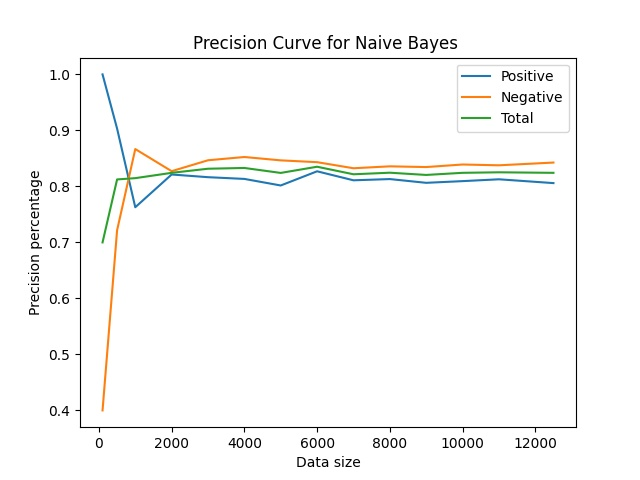 Precision Curve for Naive Bayes
Positive
Negative
Total
Precision percentage
1.0
0.9
0.8
0.7
0.6
0.5
0.4
0 2000 4000 6000 8000 10000 12000
Data size